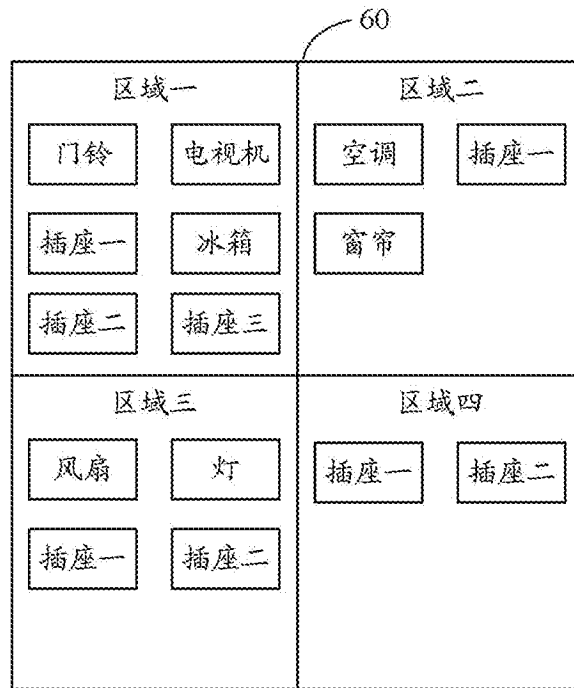 60
区域一
门铃 电视机
插座一 冰箱
插座二 插座三
区域二
空调 插座一
窗帘
区域三
风扇 灯
插座一 插座二
区域四
插座一 插座二